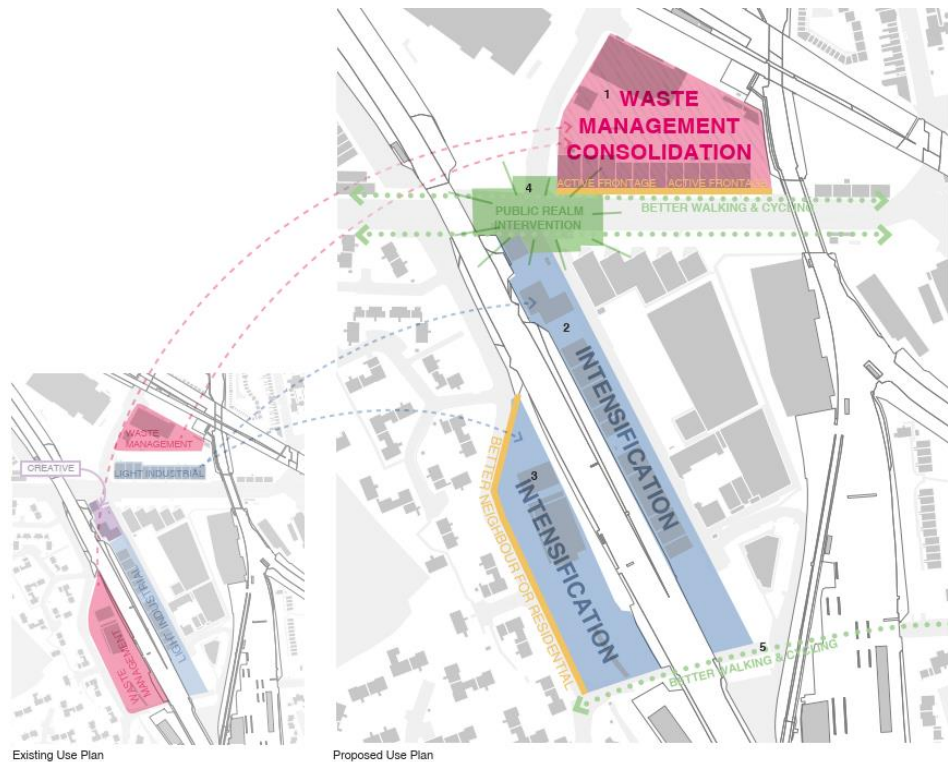 1 WASTE
MANAGEMENT
CONSOLIDATION
ACTIVE FRONTAGE ACTIVE FRONTAGE
4
PUBLIC REALM
INTERVENTION
BETTER WALKING & CYCLING
2
INTENSIFICATION
3
INTENSIFICATION
BETTER NEIGHBOUR FOR RESIDENTIAL
5
BETTER WALKING & CYCLING
WASTE
MANAGEMENT
LIGHT INDUSTRIAL
CREATIVE
LIGHT INDUSTRIAL
WASTE
MANAGEMENT
Existing Use Plan
Proposed Use Plan